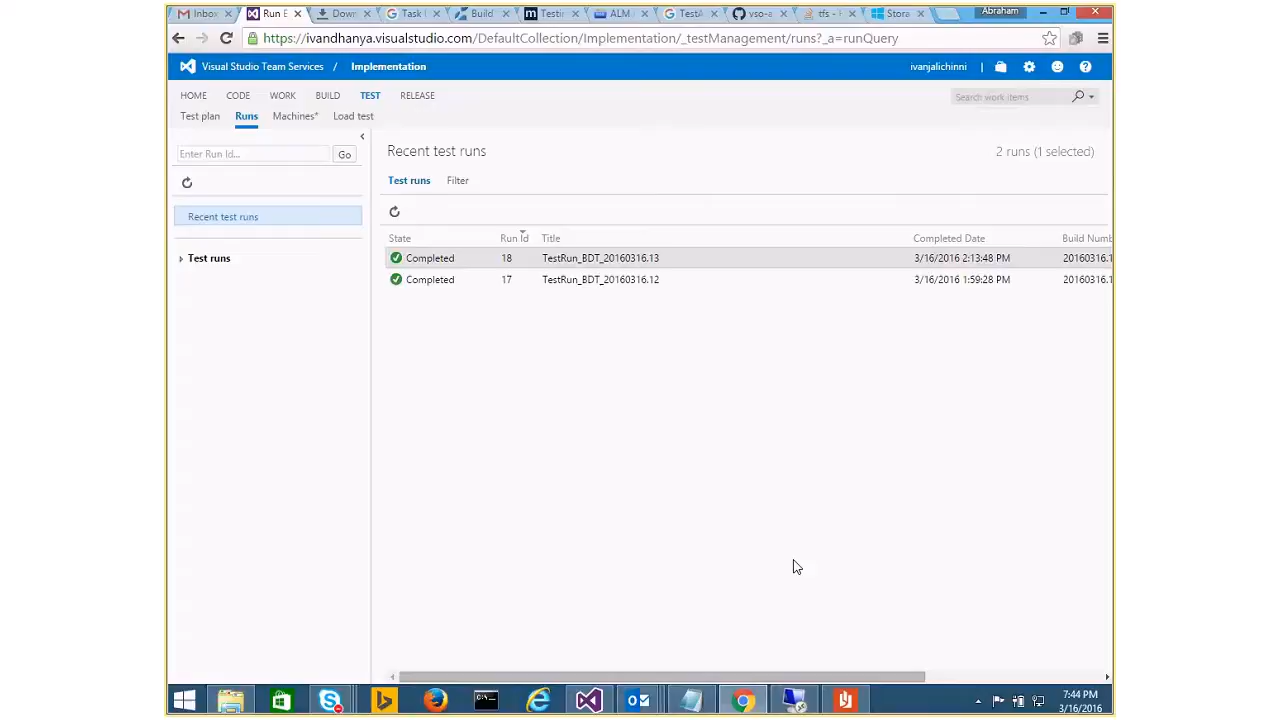 Inbox
Run E
Down
Task (
Build
Testin
ALM
TestA
vso-a
tfs -
Stora
Abraham
https://ivandhanya.visualstudio.com/DefaultCollection/Implementation/_testManagement/runs?_a=runQuery
Visual Studio Team Services / Implementation
ivanjalichinni
HOME CODE WORK BUILD TEST RELEASE
Search work items
Test plan Runs Machines* Load test
Enter Run Id... Go
Recent test runs
2 runs (1 selected)
Test runs Filter
Recent test runs
State Run Id Title Completed Date Build Numb
Test runs
Completed 18 TestRun_BDT_20160316.13 3/16/2016 2:13:48 PM 20160316.1
Completed 17 TestRun_BDT_20160316.12 3/16/2016 1:59:28 PM 20160316.1
7:44 PM
3/16/2016